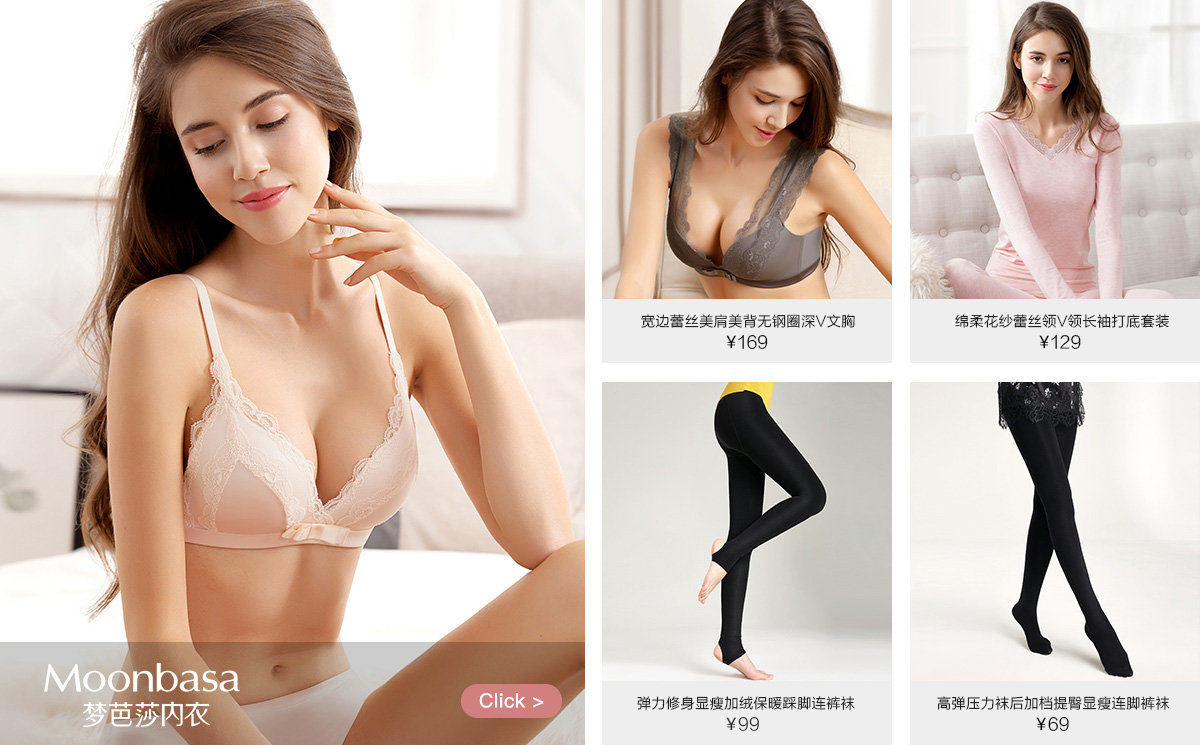 Moonbasa
梦芭莎内衣
Click >
宽边蕾丝美肩美背无钢圈深V文胸
¥169
绵柔花纱蕾丝领V领长袖打底套装
¥129
弹力修身显瘦加绒保暖踩脚连裤袜
¥99
高弹压力袜后加档提臀显瘦连脚裤袜
¥69